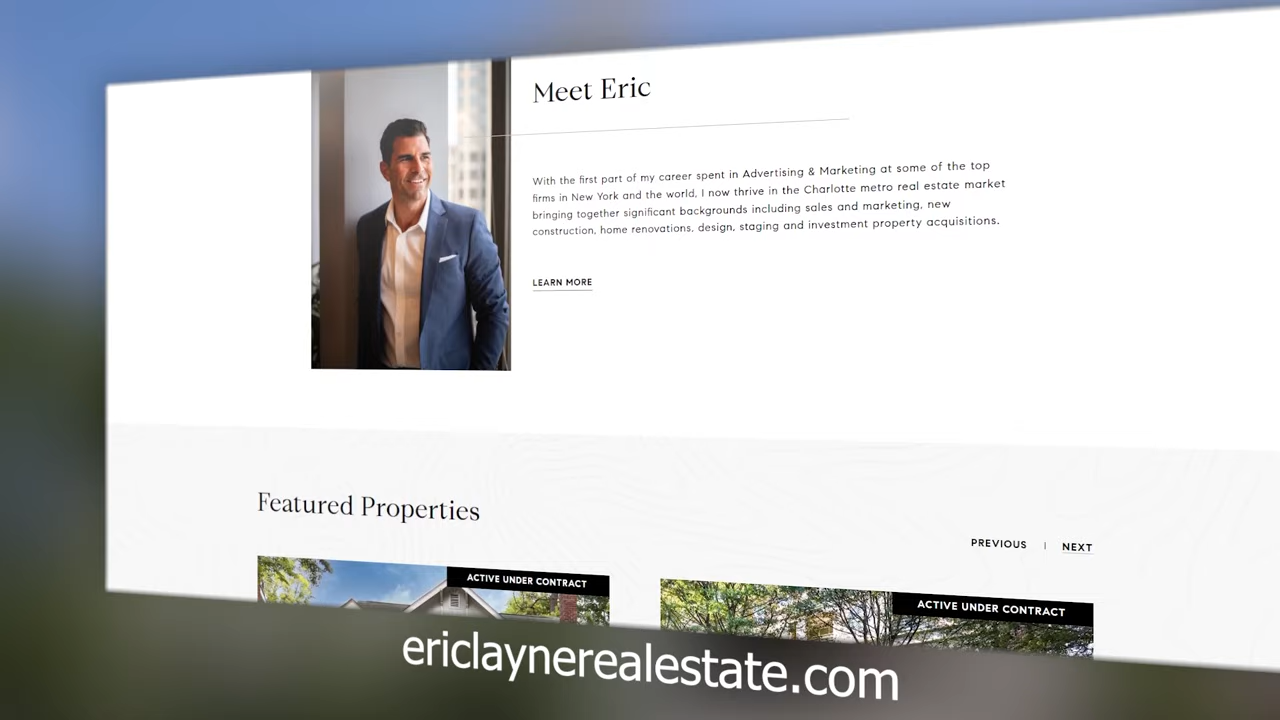 Meet Eric
With the first part of my career spent in Advertising & Marketing at some of the top
firms in New York and the world, I now thrive in the Charlotte metro real estate market
bringing together significant backgrounds including sales and marketing, new
construction, home renovations, design, staging and investment property acquisitions.
LEARN MORE
Featured Properties
PREVIOUS | NEXT
ACTIVE UNDER CONTRACT
ACTIVE UNDER CONTRACT
ericlaynerealestate.com